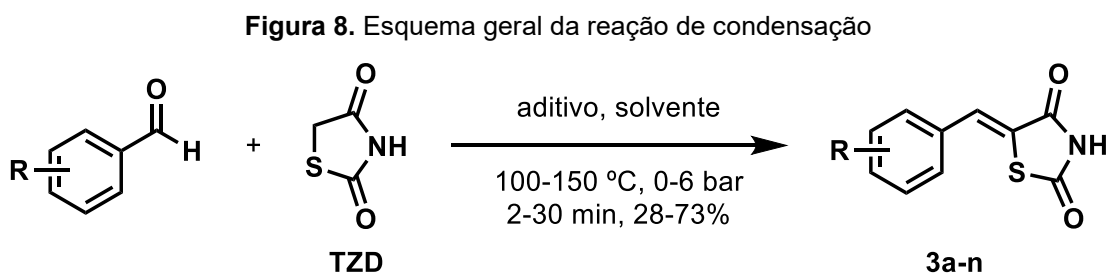 Figura 8. Esquema geral da reação de condensação
R
O
H
+
O
NH
S
O
TZD
aditivo, solvente
100-150 ºC, 0-6 bar
2-30 min, 28-73%
R
O
NH
S
O
3a-n